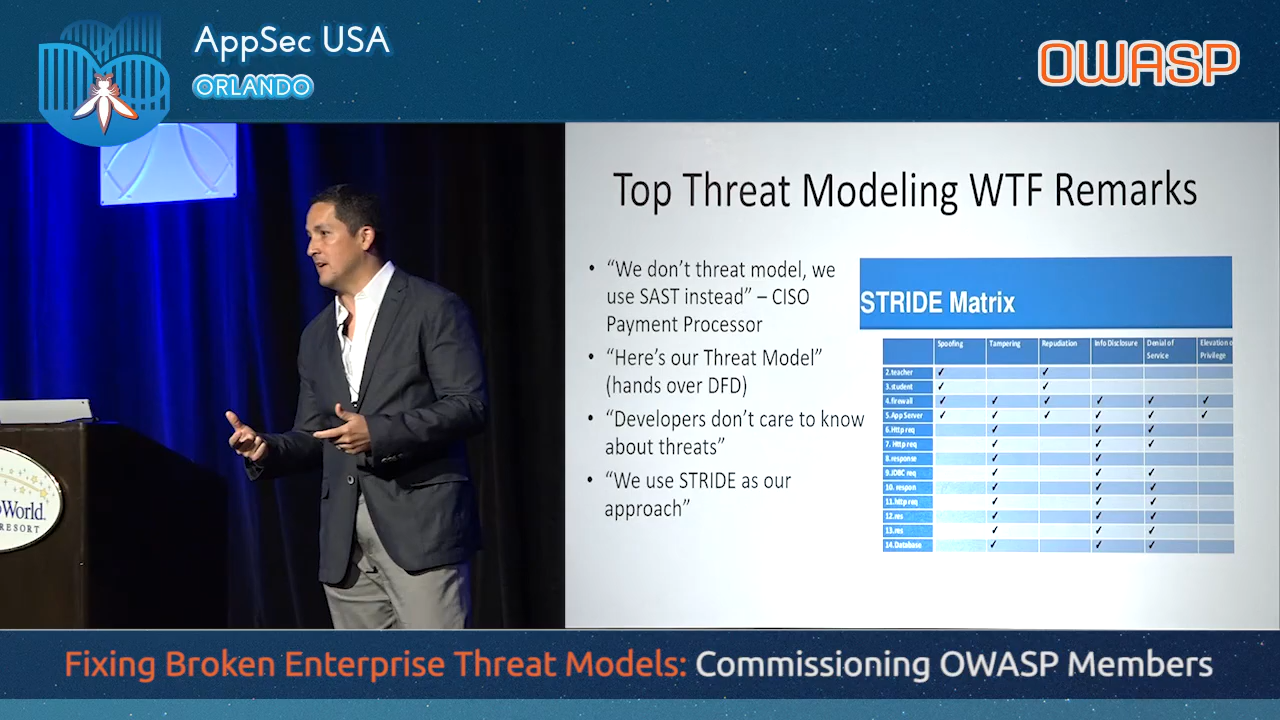 AppSec USA
ORLANDO
OWASP
Top Threat Modeling WTF Remarks
• “We don’t threat model, we
use SAST instead” – CISO
Payment Processor
• “Here’s our Threat Model”
(hands over DFD)
• “Developers don’t care to know
about threats”
• “We use STRIDE as our
approach”
STRIDE Matrix
Spoofing Tampering Repudiation Info Disclosure Denial of Service Elevation o Privilege
2.teacher ✓ ✓
3.student ✓ ✓
4.firewall ✓ ✓ ✓ ✓ ✓ ✓
5.App Server ✓ ✓ ✓ ✓ ✓ ✓
6.Http req ✓ ✓ ✓
7. Http req ✓ ✓ ✓
8.response ✓ ✓
9.JDBC req ✓ ✓ ✓
10. respon ✓ ✓ ✓
11.http req ✓ ✓ ✓
12.res ✓ ✓ ✓
13.res ✓ ✓ ✓
14.Database ✓ ✓ ✓
World.
RESORT
Fixing Broken Enterprise Threat Models: Commissioning OWASP Members